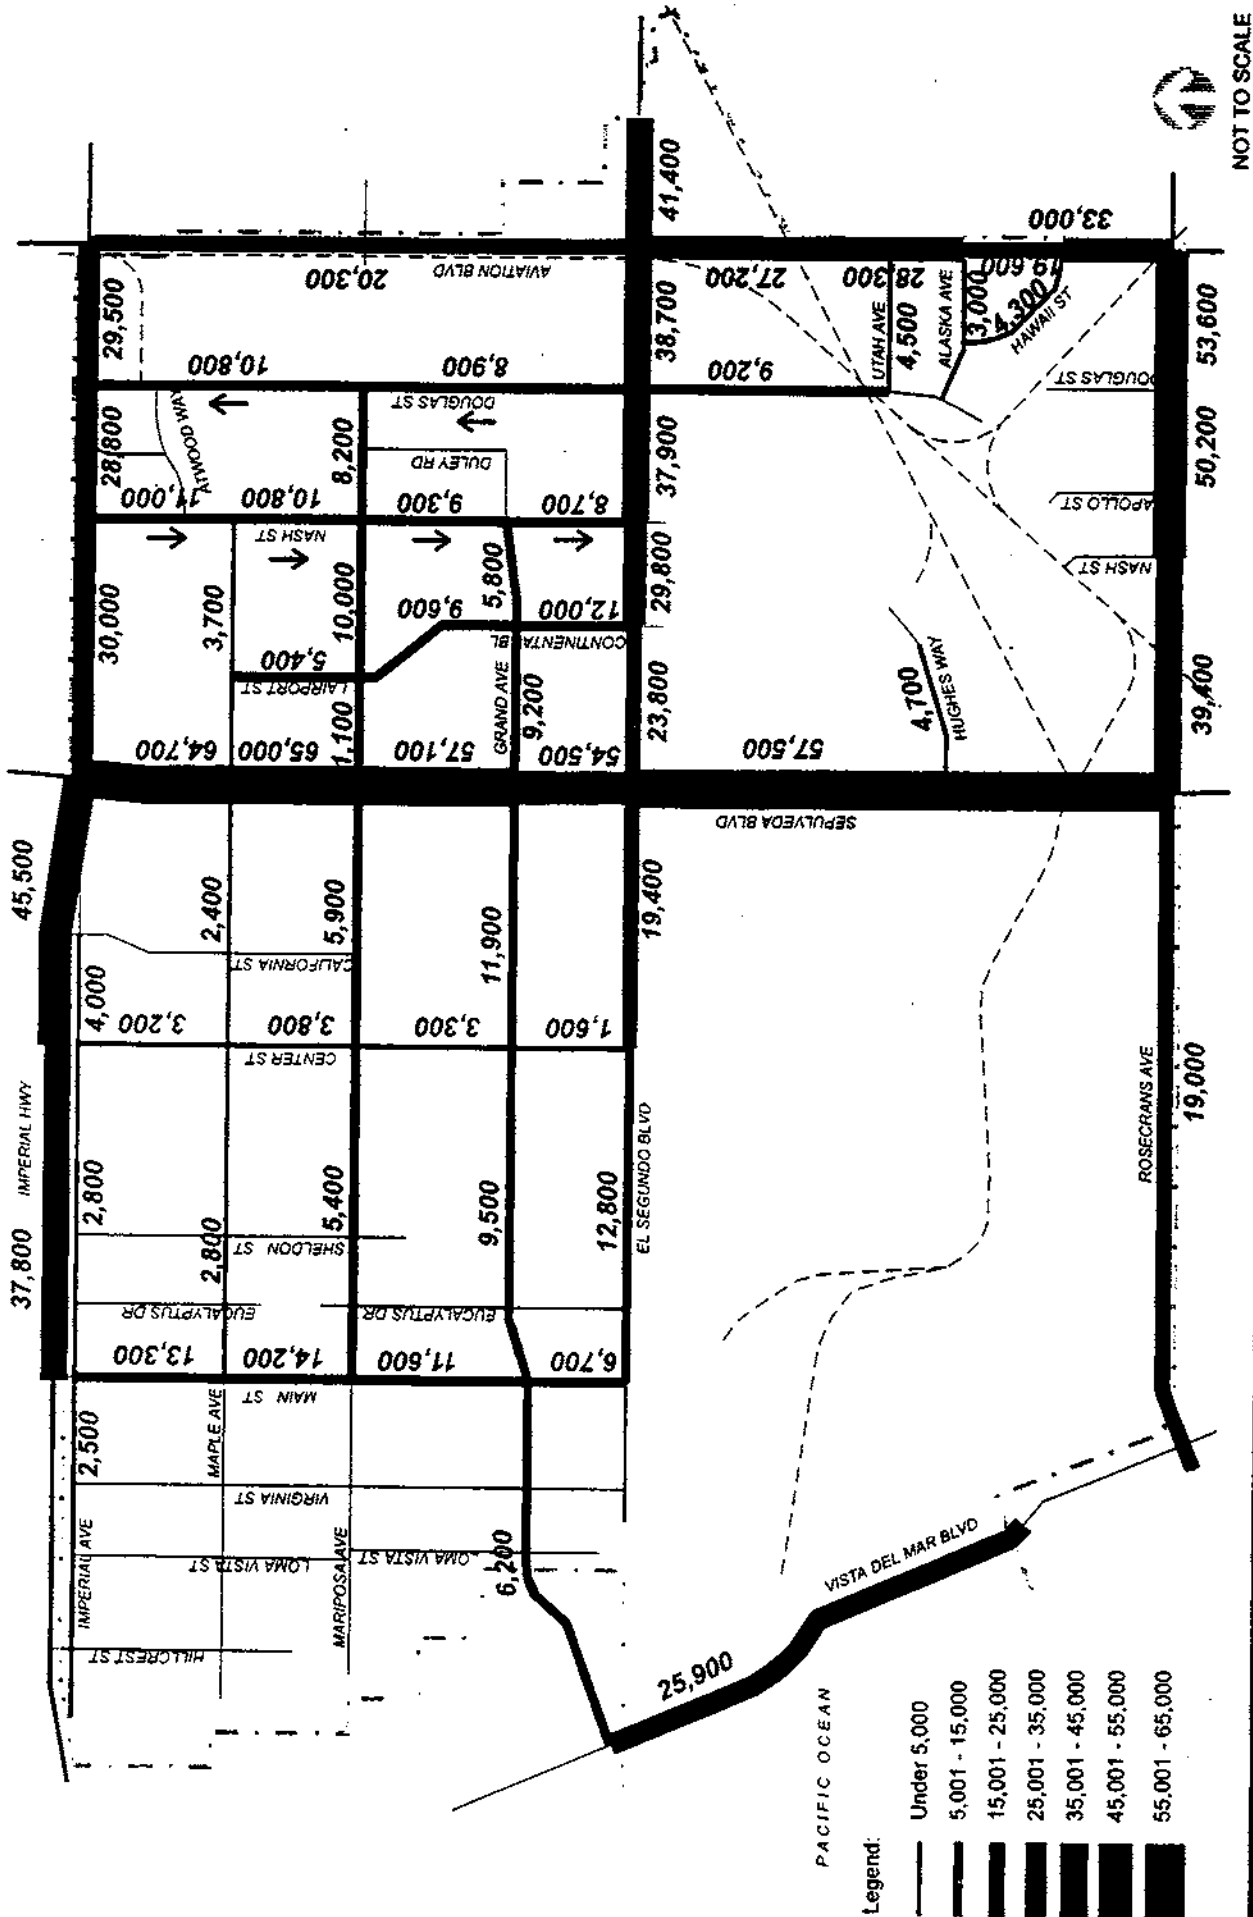 NOT TO SCALE
41,400
33,000
29,500
20,300
AVIATION BLVD
38,700
27,200
28,300
19,600
UTAH AVE
4,500
ALASKA AVE
3,000
4,300
HAWAII ST
53,600
10,800
8,900
9,200
28,800
ATWOOD WAY
8,200
DOUGLAS ST
DULEY RD
37,900
DOUGLAS ST
50,200
11,000
10,800
9,300
8,700
NASH ST
APOLLO ST
NASH ST
30,000
3,700
10,000
9,600
5,800
12,000
29,800
5,400
LAIRPORT ST
CONTINENTAL BL
GRAND AVE
9,200
23,800
4,700
HUGHES WAY
39,400
64,700
65,000
1,100
57,100
54,500
57,500
SEPULVEDA BLVD
45,500
2,400
5,900
11,900
19,400
CALIFORNIA ST
4,000
3,200
3,800
3,300
1,600
CENTER ST
IMPERIAL HWY
EL SEGUNDO BLVD
ROSECRANS AVE
19,000
37,800
2,800
2,800
5,400
9,500
12,800
SHELDON ST
EUCALYPTUS DR
EUCALYPTUS DR
13,300
14,200
11,600
6,700
MAIN ST
2,500
MAPLE AVE
VIRGINIA ST
IMPERIAL AVE
LOMA VISTA ST
MARIPOSA AVE
LOMA VISTA ST
6,200
HILLCREST ST
VISTA DEL MAR BLVD
25,900
PACIFIC OCEAN
Legend:
Under 5,000
5,001 - 15,000
15,001 - 25,000
25,001 - 35,000
35,001 - 45,000
45,001 - 55,000
55,001 - 65,000